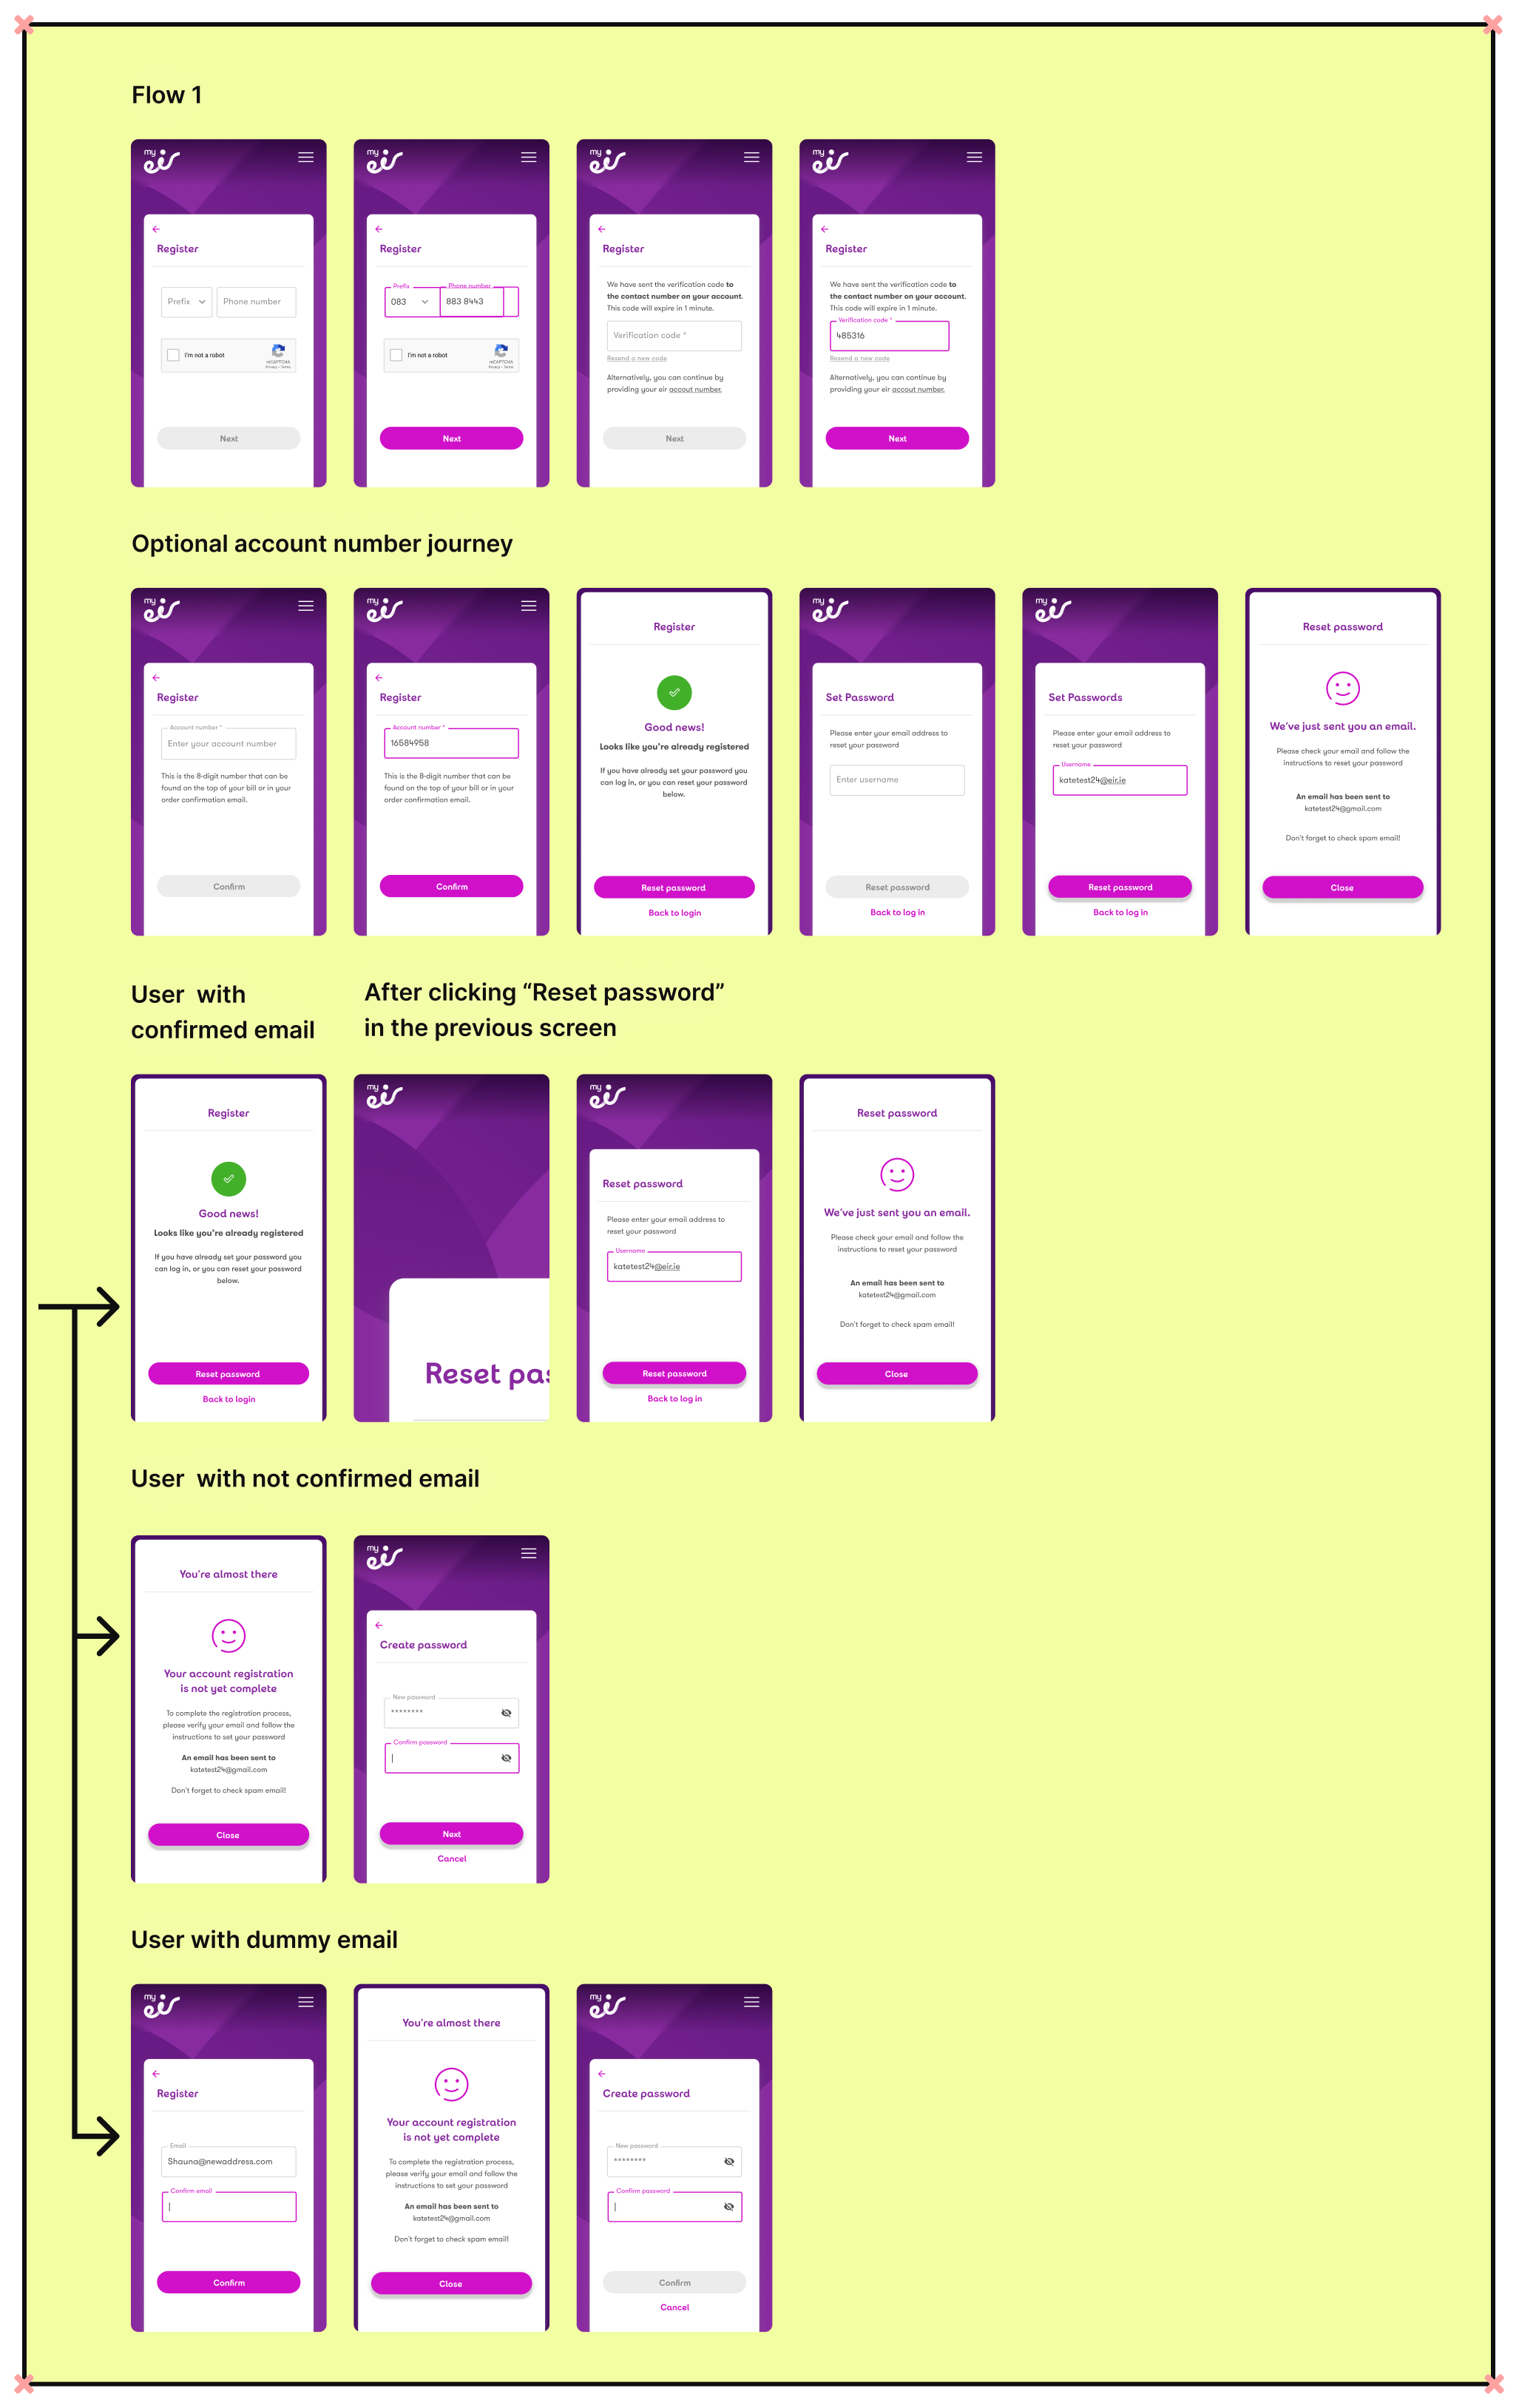 Flow 1
my
eir
Register
Prefix
Phone number
I'm not a robot
reCAPTCHA
Privacy - Terms
Next
my
eir
Register
Prefix
Phone number
083
883 8443
I'm not a robot
reCAPTCHA
Privacy - Terms
Next
my
eir
Register
We have sent the verification code to
the contact number on your account.
This code will expire in 1 minute.
Verification code *
Resend a new code
Alternatively, you can continue by
providing your eir accout number.
Next
my
eir
Register
We have sent the verification code to
the contact number on your account.
This code will expire in 1 minute.
Verification code *
485316
Resend a new code
Alternatively, you can continue by
providing your eir accout number.
Next
Optional account number journey
my
eir
Register
Account number *
Enter your account number
This is the 8-digit number that can be
found on the top of your bill or in your
order confirmation email.
Confirm
my
eir
Register
Account number *
16584958
This is the 8-digit number that can be
found on the top of your bill or in your
order confirmation email.
Confirm
Register
Good news!
Looks like you're already registered
If you have already set your password you
can log in, or you can reset your password
below.
Reset password
Back to login
my
eir
Set Password
Please enter your email address to
reset your password
Enter username
Reset password
Back to log in
my
eir
Set Passwords
Please enter your email address to
reset your password
Username
katetest24@eir.ie
Reset password
Back to log in
Reset password
We've just sent you an email.
Please check your email and follow the
instructions to reset your password
An email has been sent to
katetest24@gmail.com
Don't forget to check spam email!
Close
User with
confirmed email
After clicking “Reset password”
in the previous screen
Register
Good news!
Looks like you're already registered
If you have already set your password you
can log in, or you can reset your password
below.
Reset password
Back to login
my
eir
Reset pas
my
eir
Reset password
Please enter your email address to
reset your password
Username
katetest24@eir.ie
Reset password
Back to log in
Reset password
We've just sent you an email.
Please check your email and follow the
instructions to reset your password
An email has been sent to
katetest24@gmail.com
Don't forget to check spam email!
Close
User with not confirmed email
You're almost there
Your account registration
is not yet complete
To complete the registration process,
please verify your email and follow the
instructions to set your password
An email has been sent to
katetest24@gmail.com
Don't forget to check spam email!
Close
my
eir
Create password
New password
********
Confirm password
Next
Cancel
User with dummy email
my
eir
Register
Email
Shauna@newaddress.com
Confirm email
Confirm
You're almost there
Your account registration
is not yet complete
To complete the registration process,
please verify your email and follow the
instructions to set your password
An email has been sent to
katetest24@gmail.com
Don't forget to check spam email!
Close
my
eir
Create password
New password
********
Confirm password
Confirm
Cancel